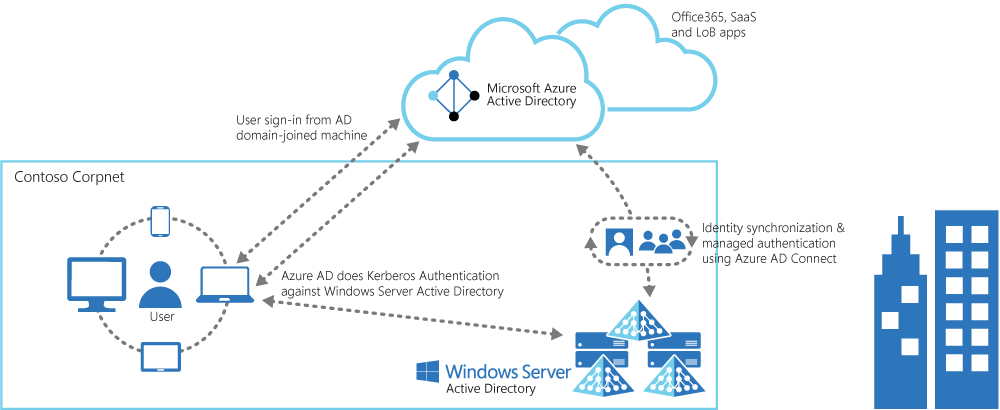 Office365, SaaS
and LoB apps
Microsoft Azure
Active Directory
User sign-in from AD
domain-joined machine
Contoso Corpnet
Identity synchronization &
managed authentication
using Azure AD Connect
Azure AD does Kerberos Authentication
against Windows Server Active Directory
User
Windows Server
Active Directory